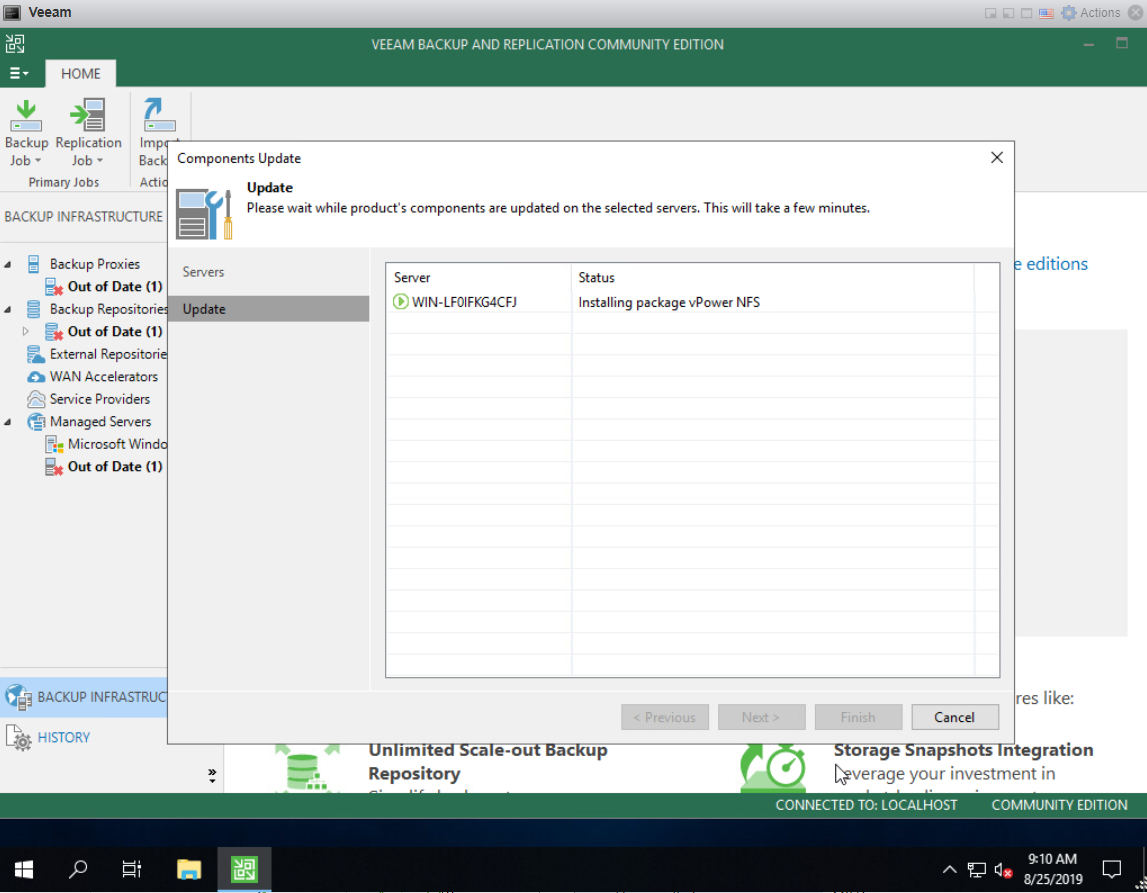 Veeam
Actions
VEEAM BACKUP AND REPLICATION COMMUNITY EDITION
HOME
Backup Job
Replication Job
Primary Jobs
Components Update
Update
Please wait while product's components are updated on the selected servers. This will take a few minutes.
BACKUP INFRASTRUCTURE
Backup Proxies
Out of Date (1)
Backup Repositories
Out of Date (1)
External Repositorie
WAN Accelerators
Service Providers
Managed Servers
Microsoft Windo
Out of Date (1)
Servers
Update
Server Status
WIN-LF0IFKG4CFJ Installing package vPower NFS
e editions
res like:
< Previous Next > Finish Cancel
BACKUP INFRASTRUC
HISTORY
Unlimited Scale-out Backup
Repository
Storage Snapshots Integration
Leverage your investment in
CONNECTED TO: LOCALHOST COMMUNITY EDITION
9:10 AM
8/25/2019